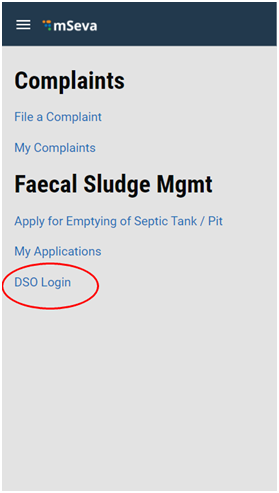 mSeva
Complaints
File a Complaint
My Complaints
Faecal Sludge Mgmt
Apply for Emptying of Septic Tank / Pit
My Applications
DSO Login